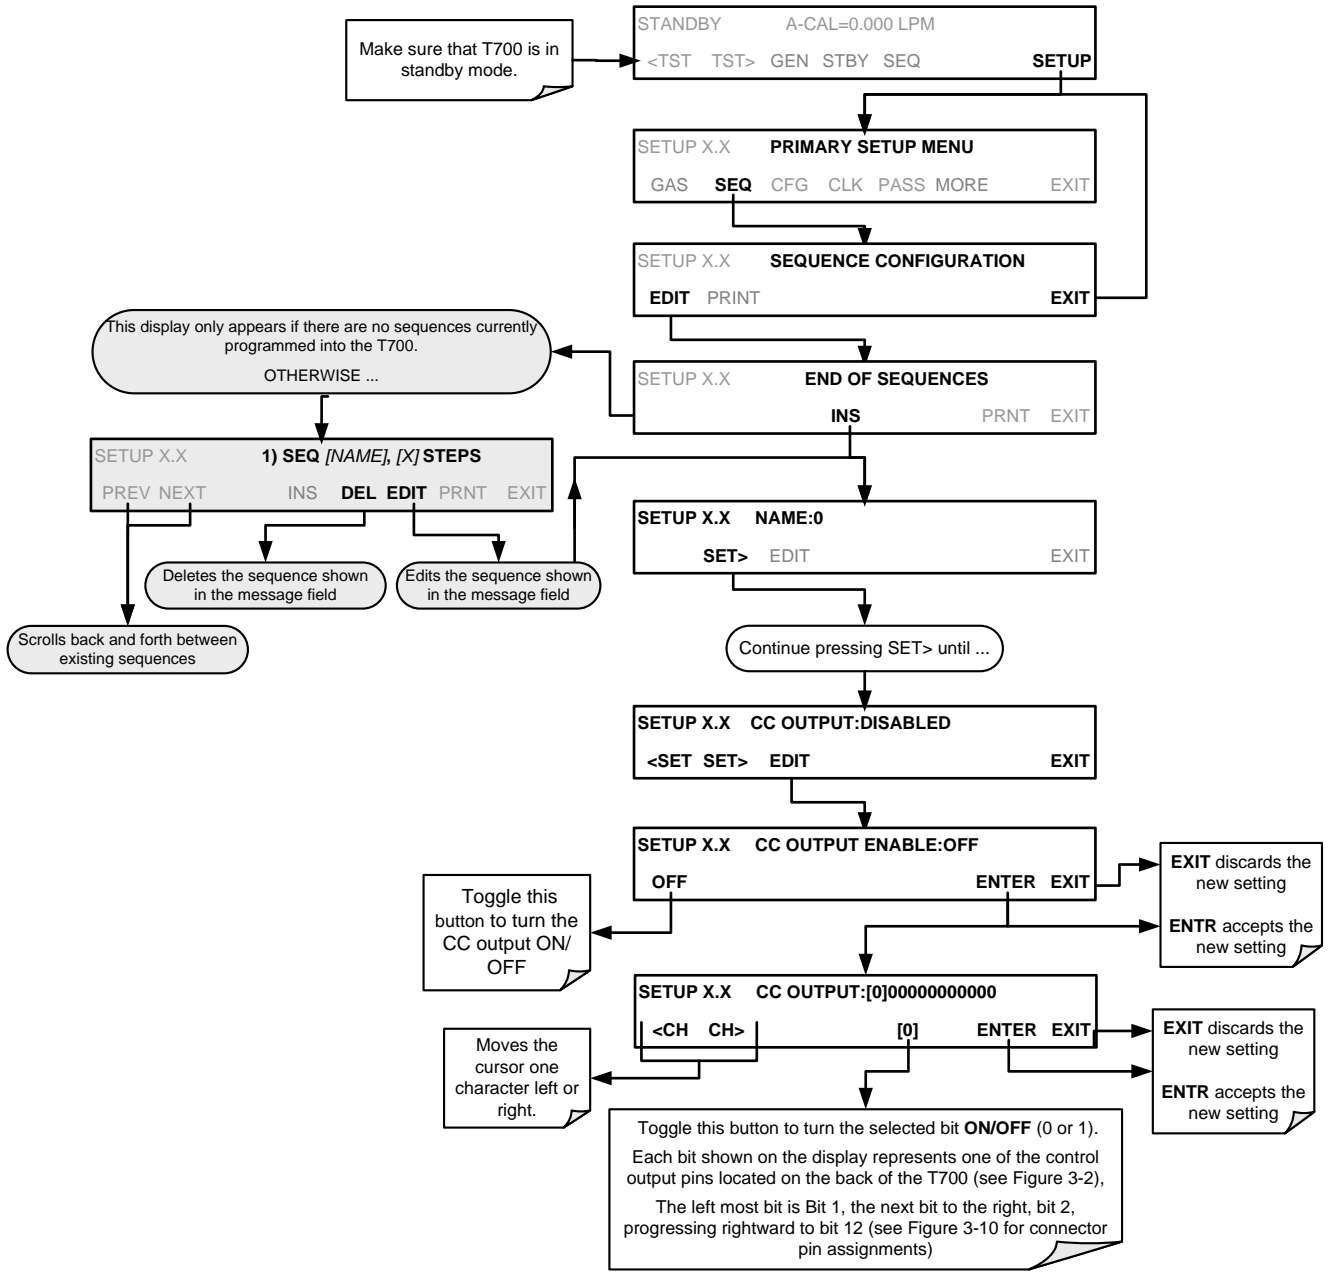 Make sure that T700 is in
standby mode.
STANDBY A-CAL=0.000 LPM
<TST TST> GEN STBY SEQ SETUP
SETUP X.X PRIMARY SETUP MENU
GAS SEQ CFG CLK PASS MORE EXIT
SETUP X.X SEQUENCE CONFIGURATION
EDIT PRINT EXIT
This display only appears if there are no sequences currently
programmed into the T700.
OTHERWISE ...
SETUP X.X END OF SEQUENCES
INS PRNT EXIT
SETUP X.X 1) SEQ [NAME], [X] STEPS
PREV NEXT INS DEL EDIT PRNT EXIT
Deletes the sequence shown
in the message field
Edits the sequence shown
in the message field
Scrolls back and forth between
existing sequences
SETUP X.X NAME:0
SET> EDIT EXIT
Continue pressing SET> until ...
SETUP X.X CC OUTPUT:DISABLED
<SET SET> EDIT EXIT
SETUP X.X CC OUTPUT ENABLE:OFF
OFF ENTER EXIT
Toggle this
button to turn the
CC output ON/
OFF
EXIT discards the
new setting
ENTR accepts the
new setting
SETUP X.X CC OUTPUT:[0]00000000000
<CH CH> [0] ENTER EXIT
Moves the
cursor one
character left or
right.
EXIT discards the
new setting
ENTR accepts the
new setting
Toggle this button to turn the selected bit ON/OFF (0 or 1).
Each bit shown on the display represents one of the control
output pins located on the back of the T700 (see Figure 3-2),
The left most bit is Bit 1, the next bit to the right, bit 2,
progressing rightward to bit 12 (see Figure 3-10 for connector
pin assignments)